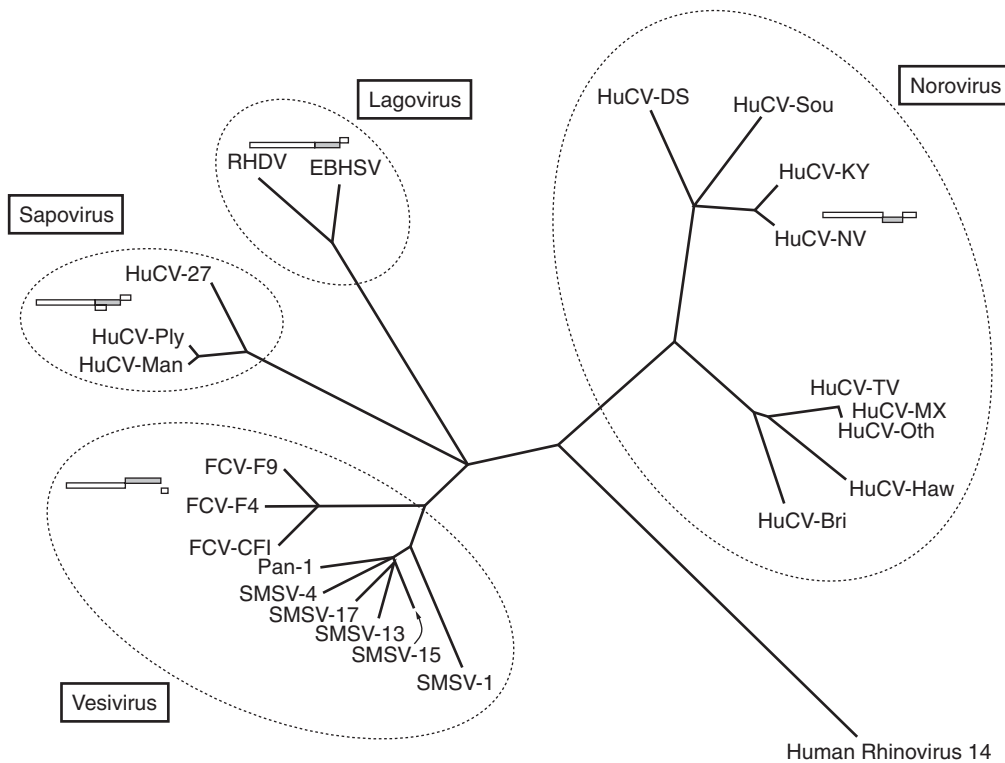 Lagovirus
RHDV
EBHSV
Sapovirus
HuCV-27
HuCV-Ply
HuCV-Man
Norovirus
HuCV-DS
HuCV-Sou
HuCV-KY
HuCV-NV
HuCV-TV
HuCV-MX
HuCV-Oth
HuCV-Haw
HuCV-Bri
FCV-F9
FCV-F4
FCV-CFI
Pan-1
SMSV-4
SMSV-17
SMSV-13
SMSV-15
SMSV-1
Vesivirus
Human Rhinovirus 14